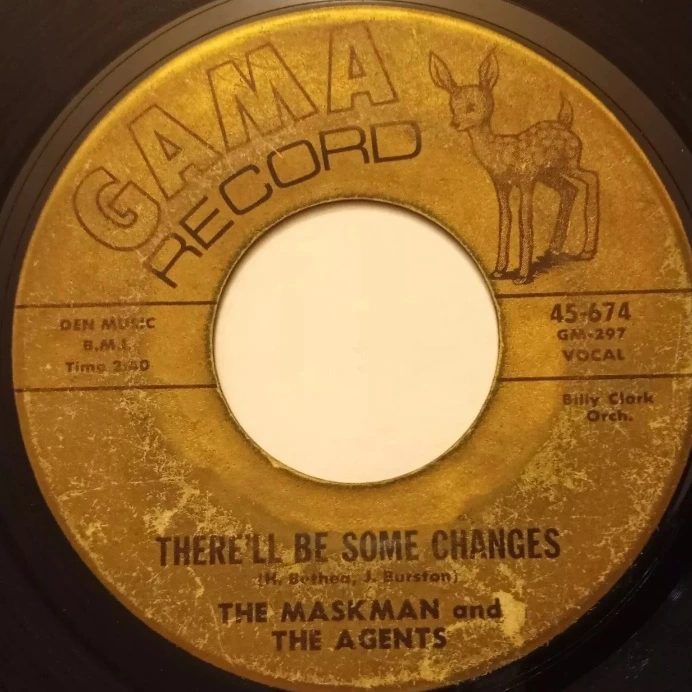 GAMA
RECORD
DEN MUSIC
B.M.I.
Time 2:40
45-674
GM-297
VOCAL
Billy Clark
Orch.
THERE'LL BE SOME CHANGES
(H. Bethea, J. Burston)
THE MASKMAN and
THE AGENTS